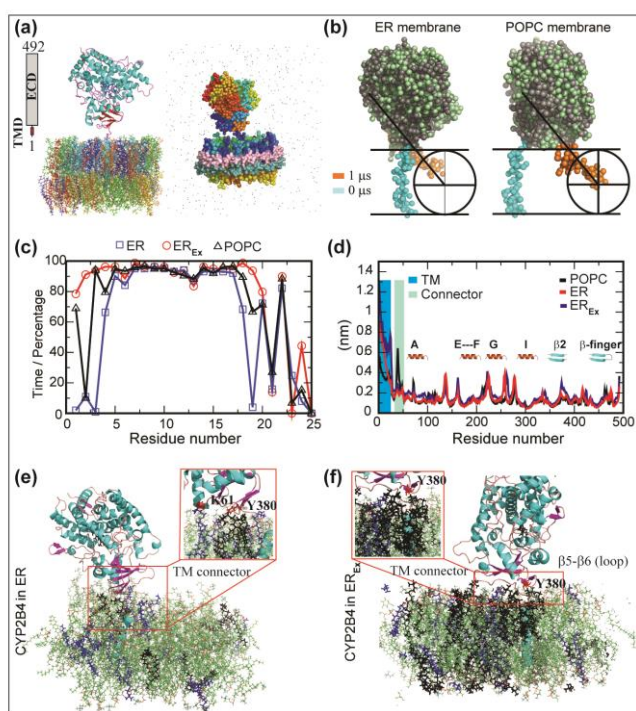 (a)
492
ECD
TMD
1
(b)
ER membrane
POPC membrane
1 µs
0 µs
(c)
ER
ER_Ex
POPC
Time / Percentage
100
80
60
40
20
0
0
5
10
15
20
25
Residue number
(d)
(nm)
1.4
1.2
1
0.8
0.6
0.4
0.2
0
TM
Connector
POPC
ER
ER_Ex
A
E---F
G
I
β2
β-finger
0
100
200
300
400
500
Residue number
(e)
CYP2B4 in ER
K61
Y380
TM connector
(f)
CYP2B4 in ER_Ex
Y380
TM connector
β5-β6 (loop)
Y380